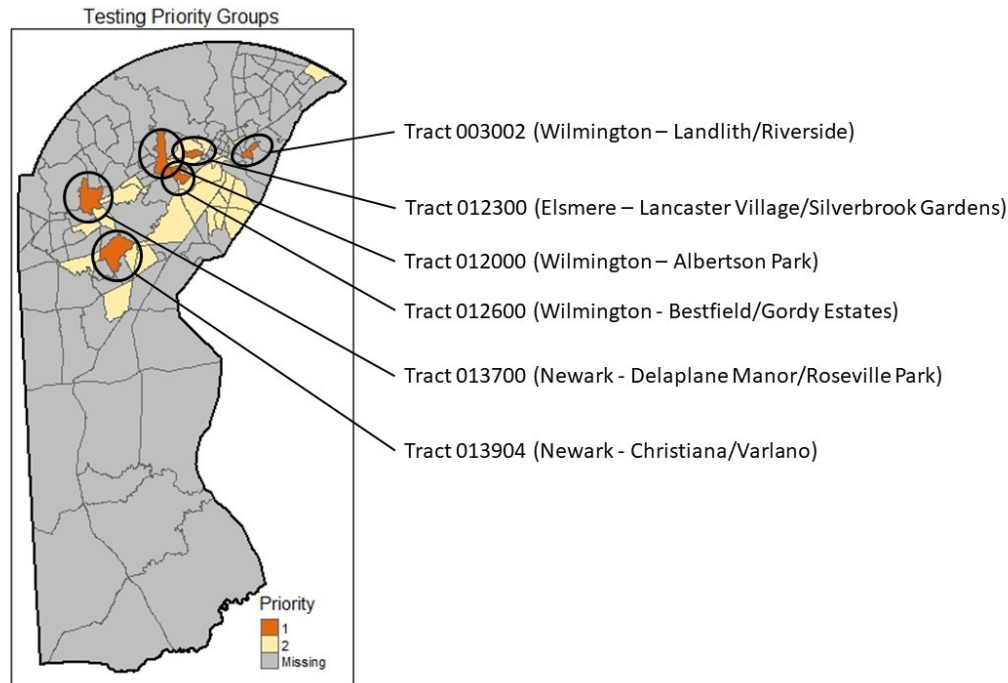 Testing Priority Groups
Tract 003002 (Wilmington – Landlith/Riverside)
Tract 012300 (Elsmere – Lancaster Village/Silverbrook Gardens)
Tract 012000 (Wilmington – Albertson Park)
Tract 012600 (Wilmington - Bestfield/Gordy Estates)
Tract 013700 (Newark - Delaplane Manor/Roseville Park)
Tract 013904 (Newark - Christiana/Varlano)
Priority
1
2
Missing